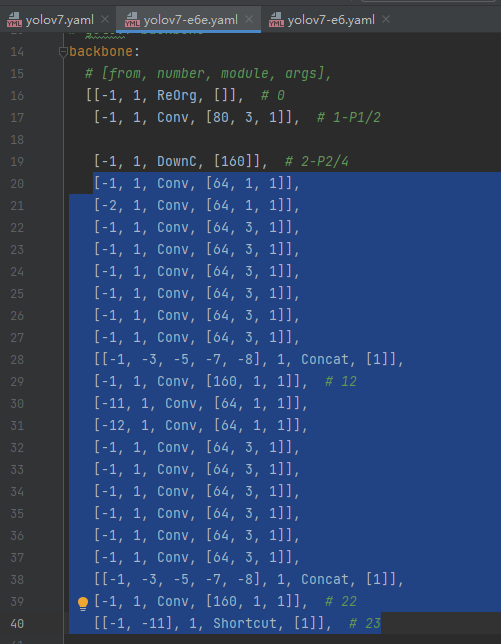 yolov7.yaml × yolov7-e6e.yaml × yolov7-e6.yaml ×
14 backbone:
15 # [from, number, module, args],
16 [[-1, 1, ReOrg, []], # 0
17 [-1, 1, Conv, [80, 3, 1]], # 1-P1/2
18
19 [-1, 1, DownC, [160]], # 2-P2/4
20 [-1, 1, Conv, [64, 1, 1]],
21 [-2, 1, Conv, [64, 1, 1]],
22 [-1, 1, Conv, [64, 3, 1]],
23 [-1, 1, Conv, [64, 3, 1]],
24 [-1, 1, Conv, [64, 3, 1]],
25 [-1, 1, Conv, [64, 3, 1]],
26 [-1, 1, Conv, [64, 3, 1]],
27 [-1, 1, Conv, [64, 3, 1]],
28 [[-1, -3, -5, -7, -8], 1, Concat, [1]],
29 [-1, 1, Conv, [160, 1, 1]], # 12
30 [-11, 1, Conv, [64, 1, 1]],
31 [-12, 1, Conv, [64, 1, 1]],
32 [-1, 1, Conv, [64, 3, 1]],
33 [-1, 1, Conv, [64, 3, 1]],
34 [-1, 1, Conv, [64, 3, 1]],
35 [-1, 1, Conv, [64, 3, 1]],
36 [-1, 1, Conv, [64, 3, 1]],
37 [-1, 1, Conv, [64, 3, 1]],
38 [[-1, -3, -5, -7, -8], 1, Concat, [1]],
39 [-1, 1, Conv, [160, 1, 1]], # 22
40 [[-1, -11], 1, Shortcut, [1]], # 23